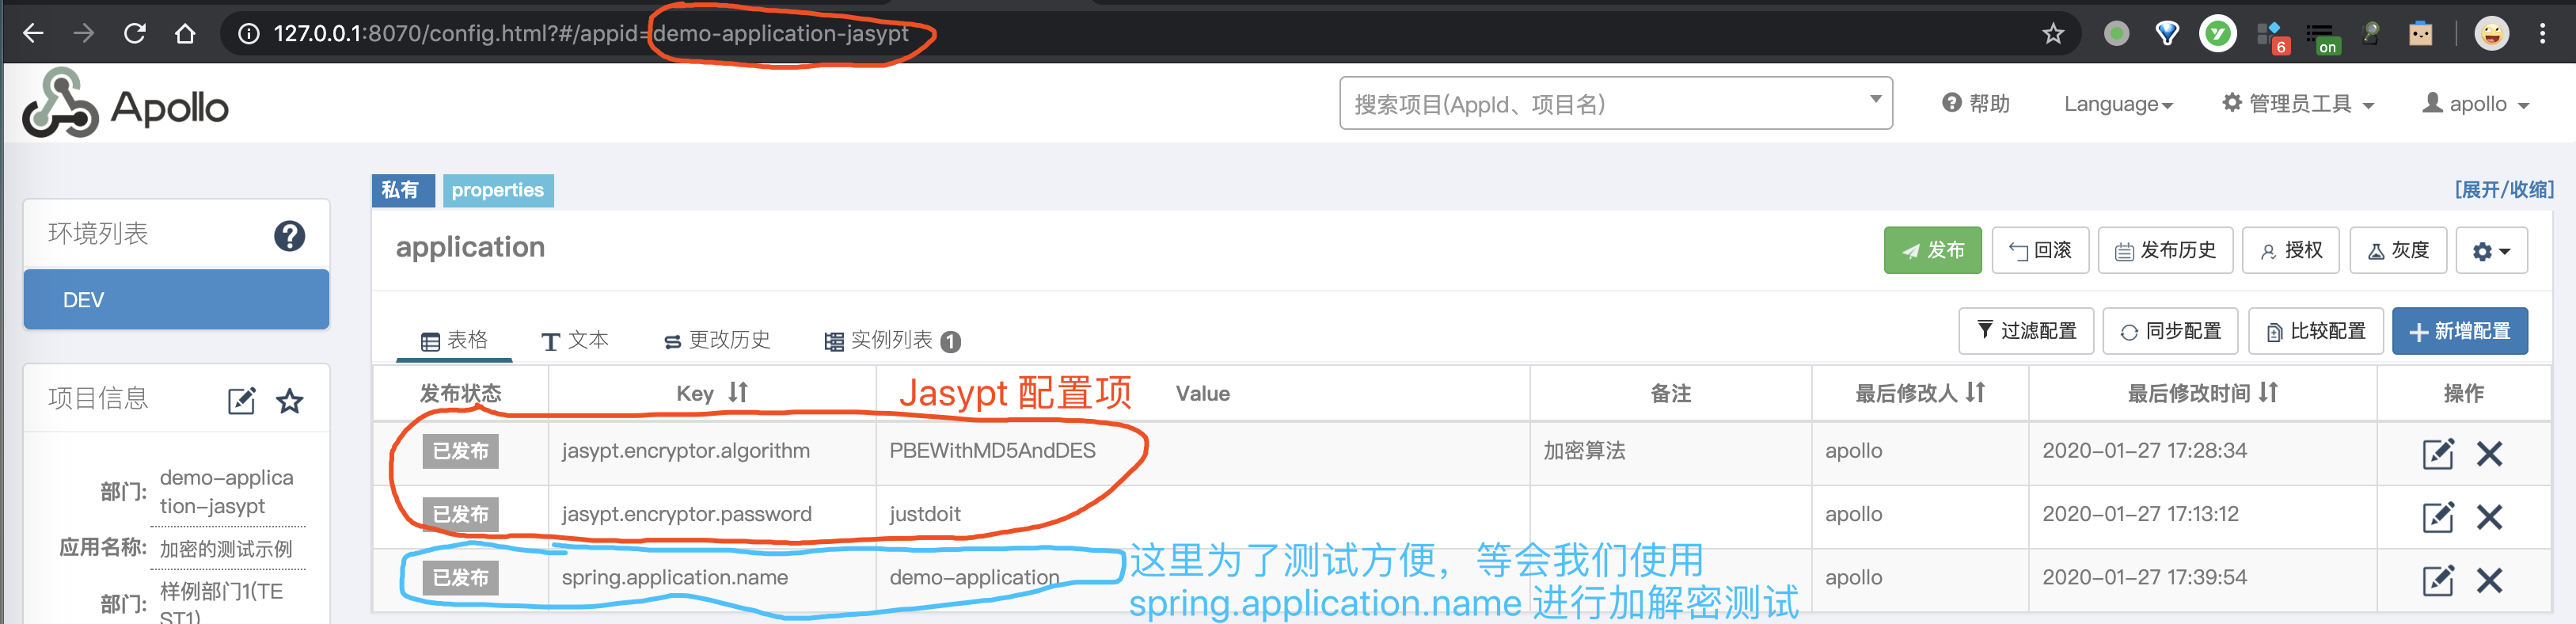 127.0.0.1:8070/config.html?#/appid=demo-application-jasypt
6
on
Apollo
搜索项目(AppId、项目名)
帮助
Language
管理员工具
apollo
私有
properties
[展开/收缩]
环境列表
DEV
application
发布
回滚
发布历史
授权
灰度
表格
文本
更改历史
实例列表 1
过滤配置
同步配置
比较配置
新增配置
项目信息
部门: demo-applica
tion-jasypt
应用名称: 加密的测试示例
部门: 样例部门1(TE
ST1)
发布状态 Key Value 备注 最后修改人 最后修改时间 操作
Jasypt 配置项
已发布 jasypt.encryptor.algorithm PBEWithMD5AndDES 加密算法 apollo 2020-01-27 17:28:34
已发布 jasypt.encryptor.password justdoit apollo 2020-01-27 17:13:12
已发布 spring.application.name demo-application apollo 2020-01-27 17:39:54
这里为了测试方便，等会我们使用
spring.application.name 进行加解密测试